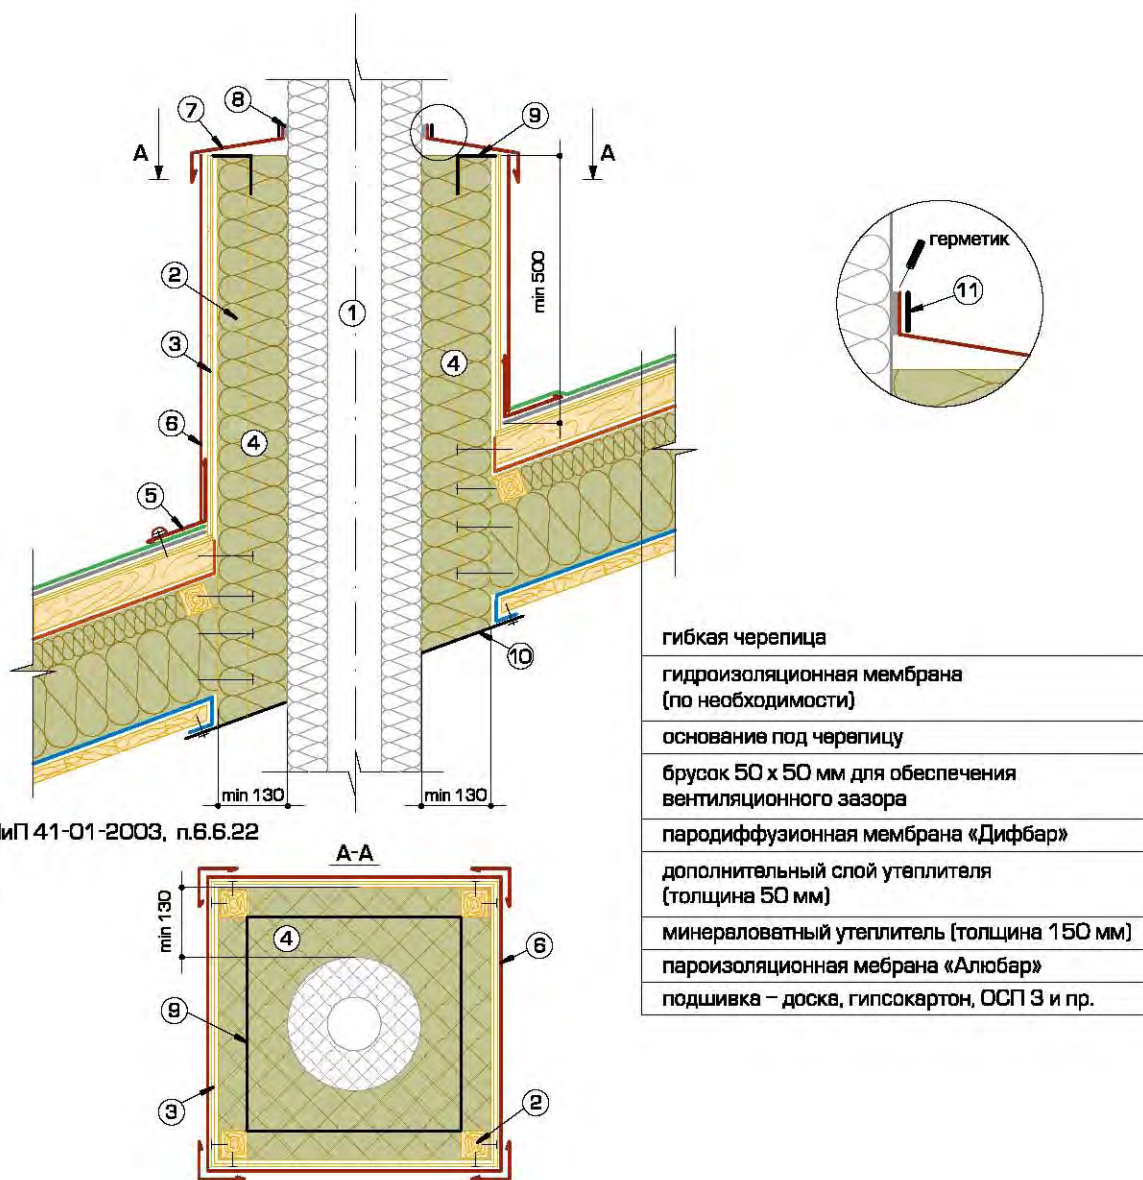 8
7
9
A
A
герметик
11
2
1
min 500
3
4
6
4
5
10
гибкая черепица
гидроизоляционная мембрана
(по необходимости)
основание под черепицу
брусок 50 x 50 мм для обеспечения
вентиляционного зазора
пародиффузионная мембрана «Дифбар»
дополнительный слой утеплителя
(толщина 50 мм)
минераловатный утеплитель (толщина 150 мм)
пароизоляционная мебрана «Алюбар»
подшивка – доска, гипсокартон, ОСП 3 и пр.
min 130
min 130
иП 41-01-2003, п.6.6.22
A-A
min 130
4
6
9
3
2